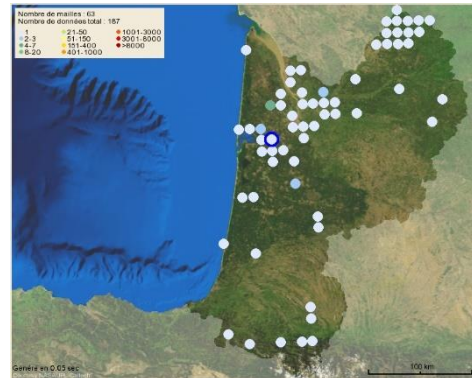 Nombre de mailles : 63
Nombre de données total : 187
1 21-50 1001-3000
2-3 51-150 3001-8000
4-7 151-400 >8000
8-20 401-1000
Généré en 0.05 sec
100 km